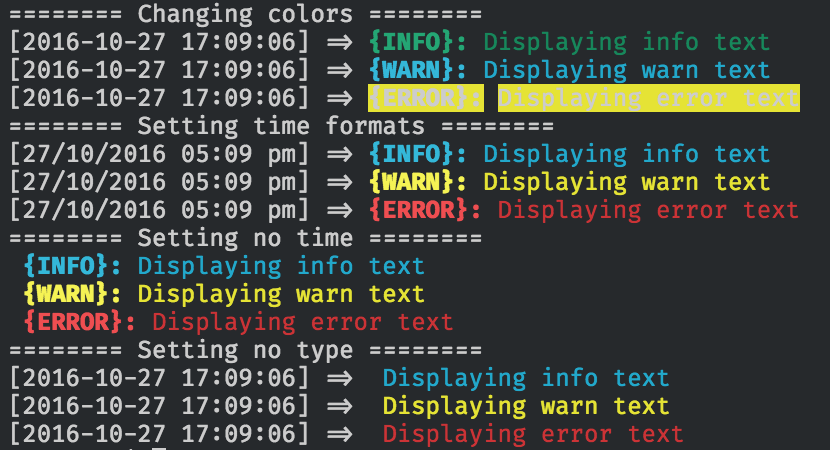 ======== Changing colors ========
[2016-10-27 17:09:06] => {INFO}: Displaying info text
[2016-10-27 17:09:06] => {WARN}: Displaying warn text
[2016-10-27 17:09:06] => {ERROR}: Displaying error text
======== Setting time formats ========
[27/10/2016 05:09 pm] => {INFO}: Displaying info text
[27/10/2016 05:09 pm] => {WARN}: Displaying warn text
[27/10/2016 05:09 pm] => {ERROR}: Displaying error text
======== Setting no time ========
{INFO}: Displaying info text
{WARN}: Displaying warn text
{ERROR}: Displaying error text
======== Setting no type ========
[2016-10-27 17:09:06] => Displaying info text
[2016-10-27 17:09:06] => Displaying warn text
[2016-10-27 17:09:06] => Displaying error text